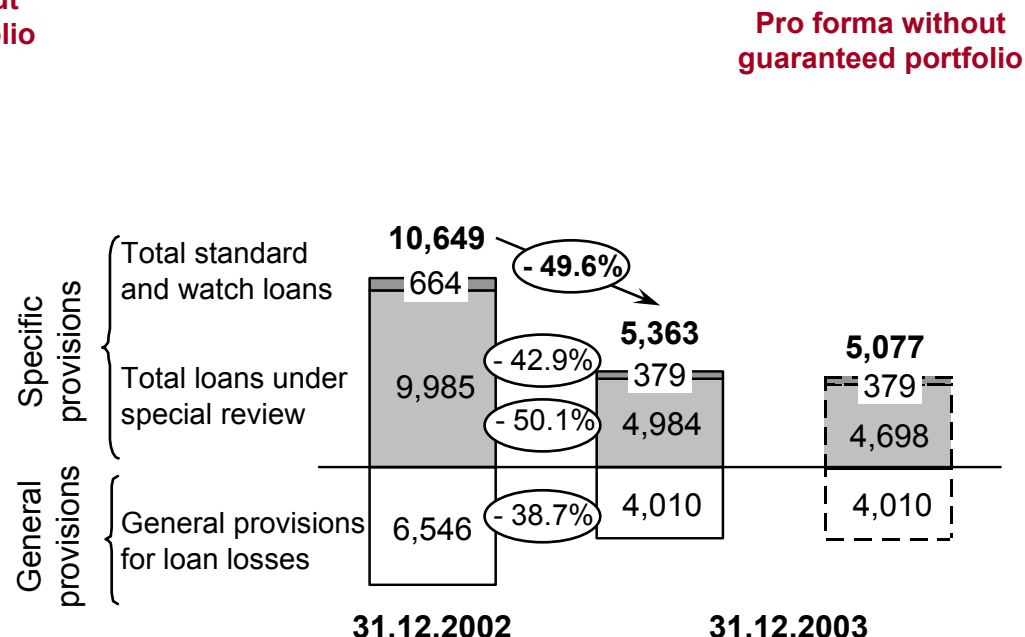 Pro forma without
guaranteed portfolio
Specific
provisions
Total standard
and watch loans
Total loans under
special review
10,649
664
9,985
- 49.6%
- 42.9%
- 50.1%
5,363
379
4,984
5,077
379
4,698
General
provisions
General provisions
for loan losses
6,546
- 38.7%
4,010
4,010
31.12.2002
31.12.2003